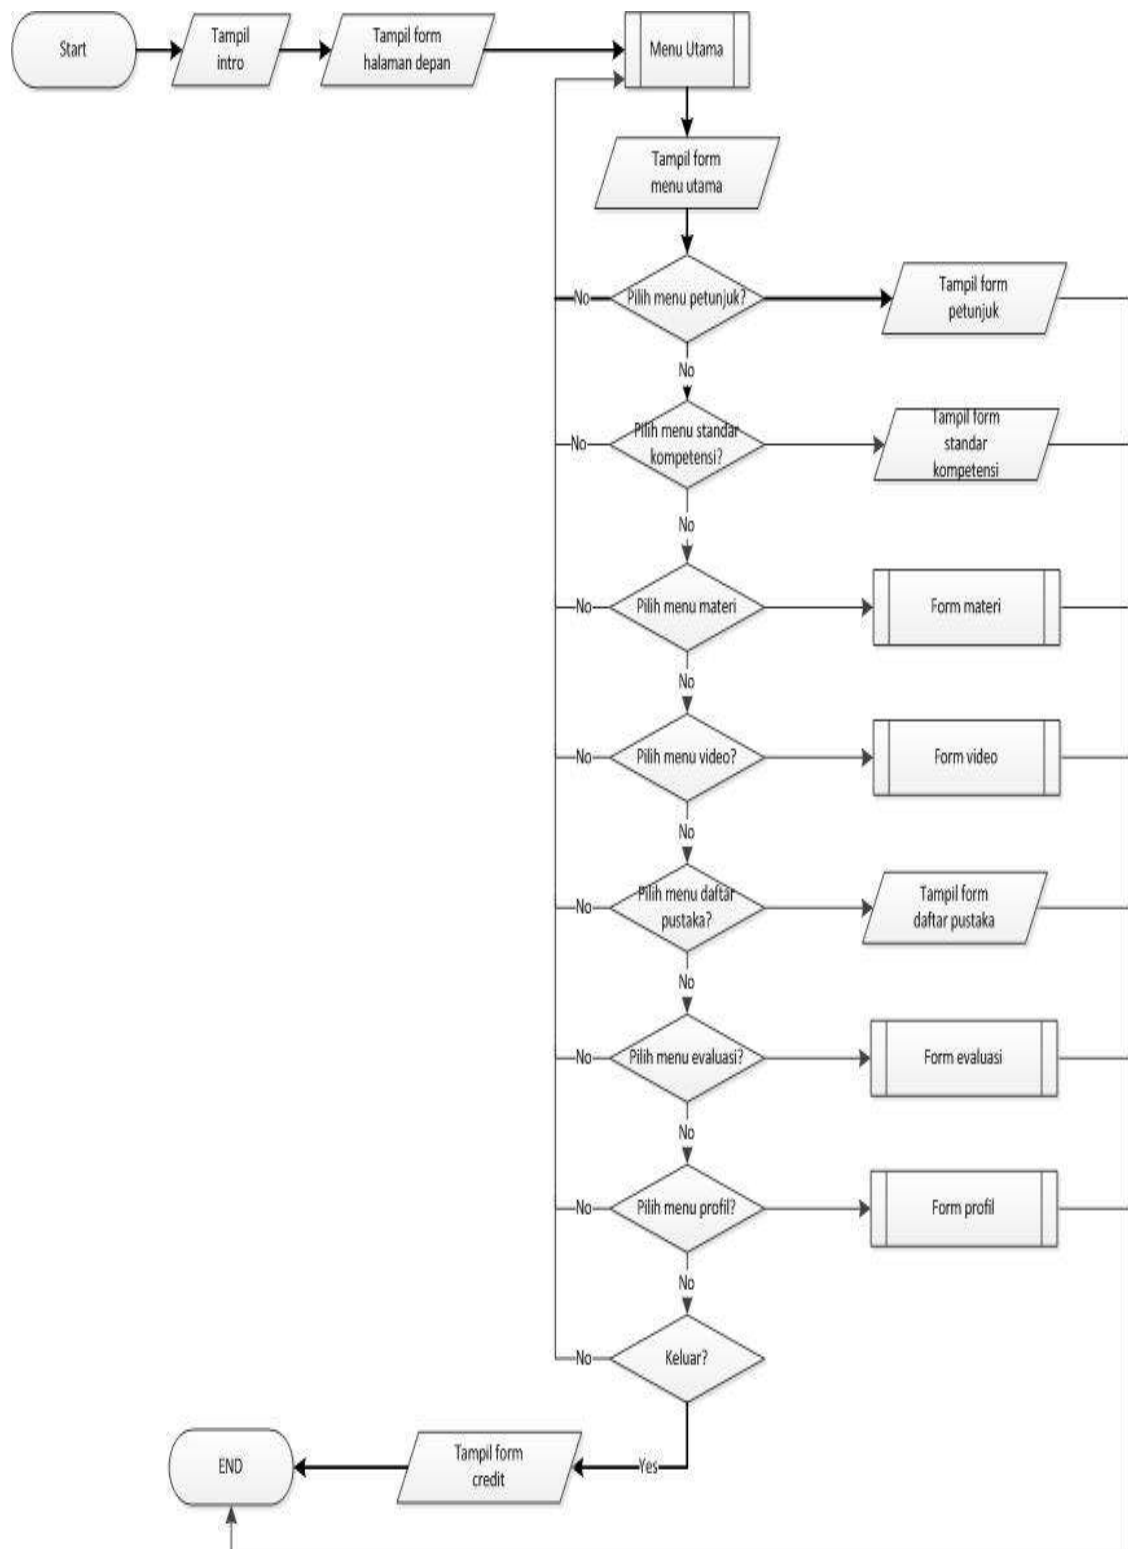 Start
Tampil
intro
Tampil form
halaman depan
Menu Utama
Tampil form
menu utama
No
Pilih menu petunjuk?
Tampil form
petunjuk
No
No
Pilih menu standar
kompetensi?
Tampil form
standar
kompetensi
No
No
Pilih menu materi
Form materi
No
No
Pilih menu video?
Form video
No
No
Pilih menu daftar
pustaka?
Tampil form
daftar pustaka
No
No
Pilih menu evaluasi?
Form evaluasi
No
No
Pilih menu profil?
Form profil
No
No
Keluar?
END
Tampil form
credit
Yes